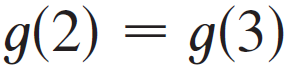 g(2) = g(3)